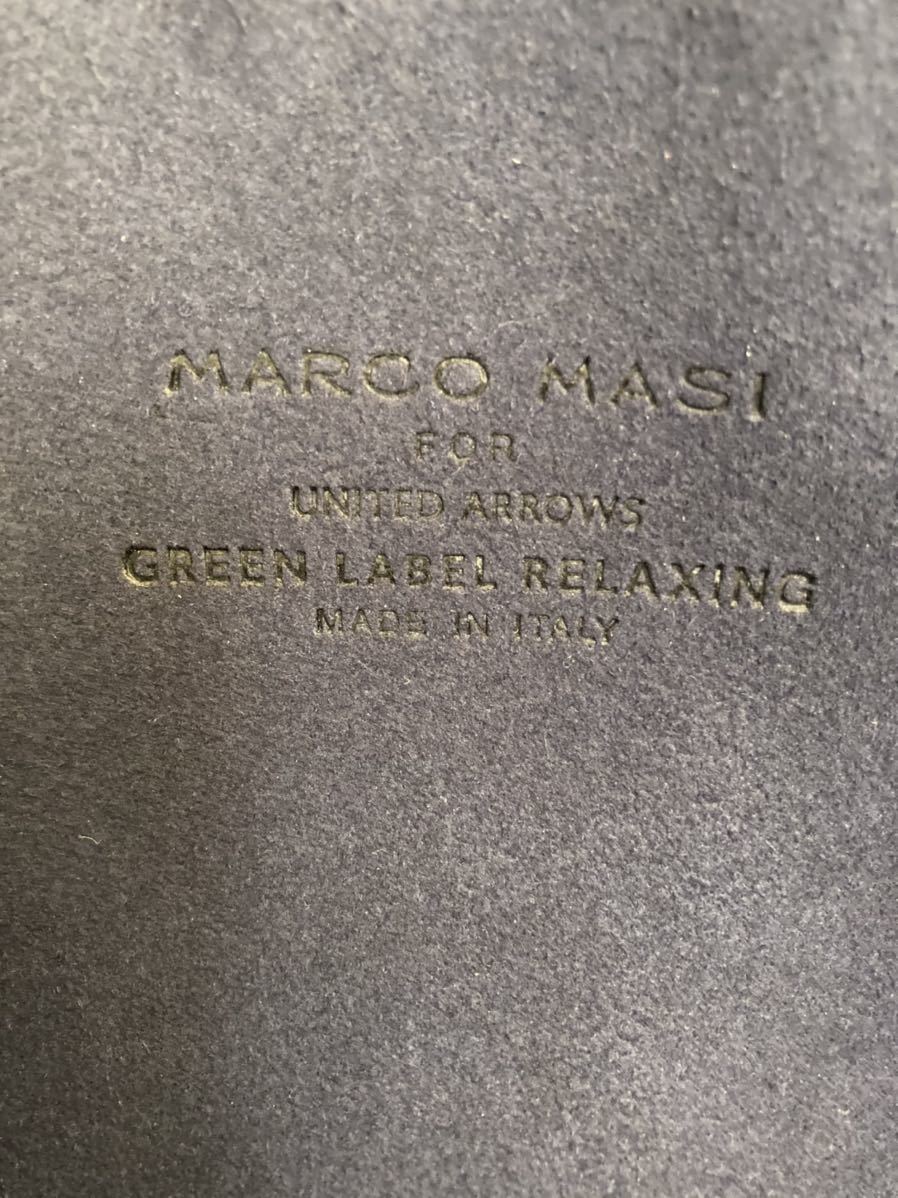 MARCO MASI
FOR
UNITED ARROWS
GREEN LABEL RELAXING
MADE IN ITALY